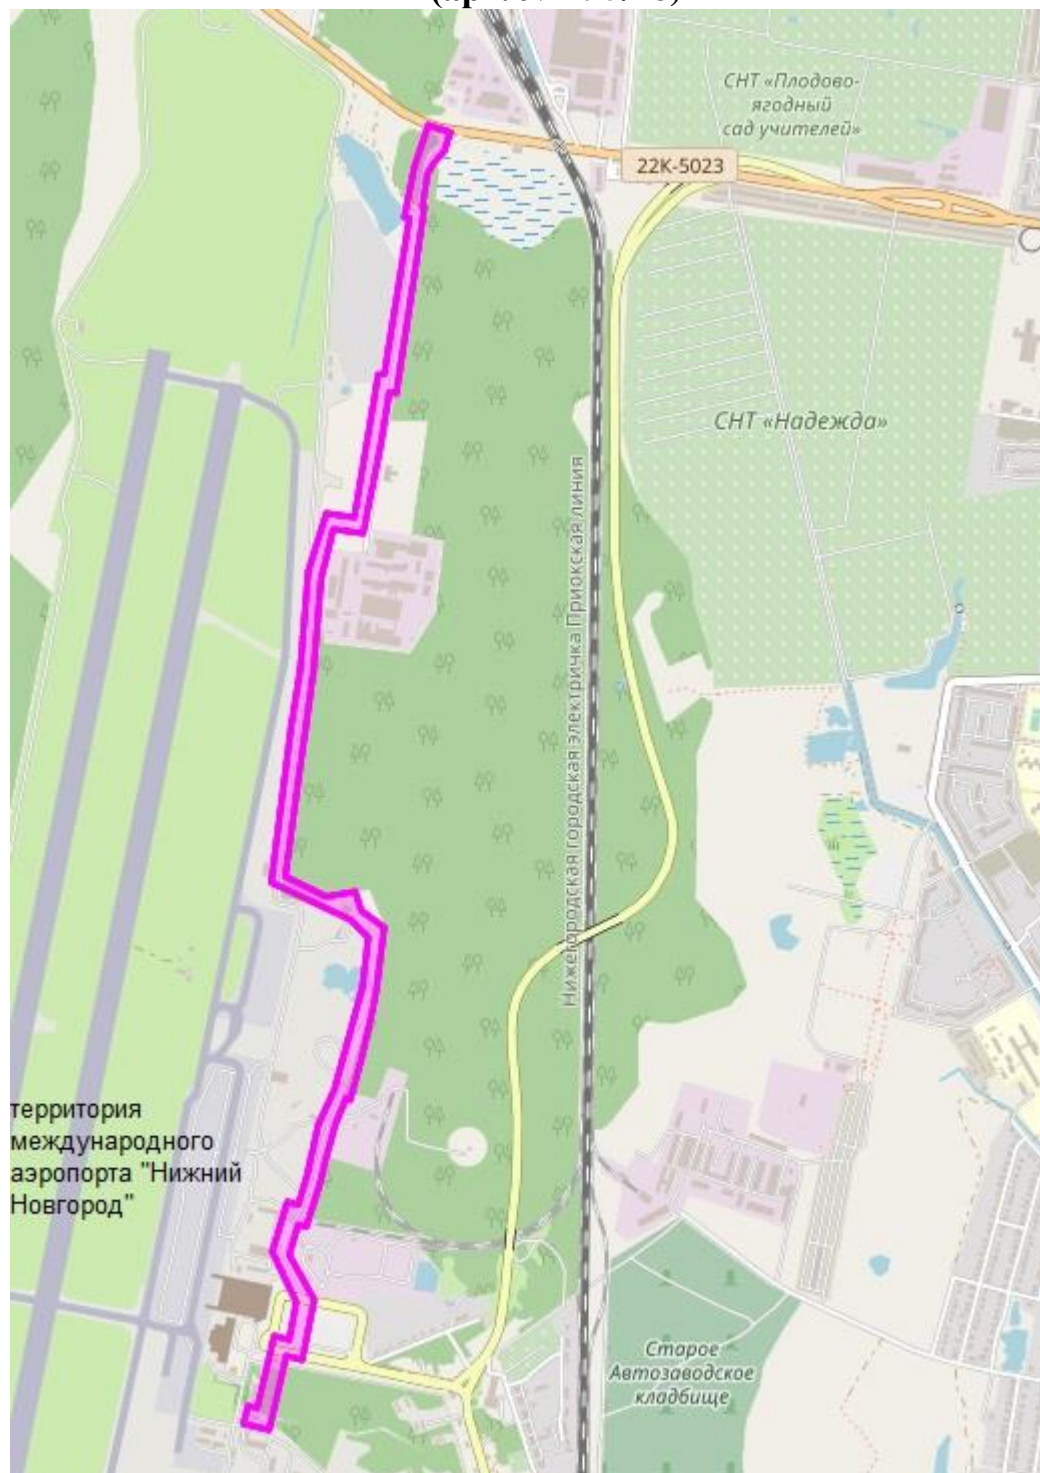 СНТ «Плодово-
ягодный
сад учителей»
22К-5023
СНТ «Надежда»
Нижегородская городская электричка Приокская линия
территория
международного
аэропорта "Нижний
Новгород"
Старое
Автозаводское
кладбище